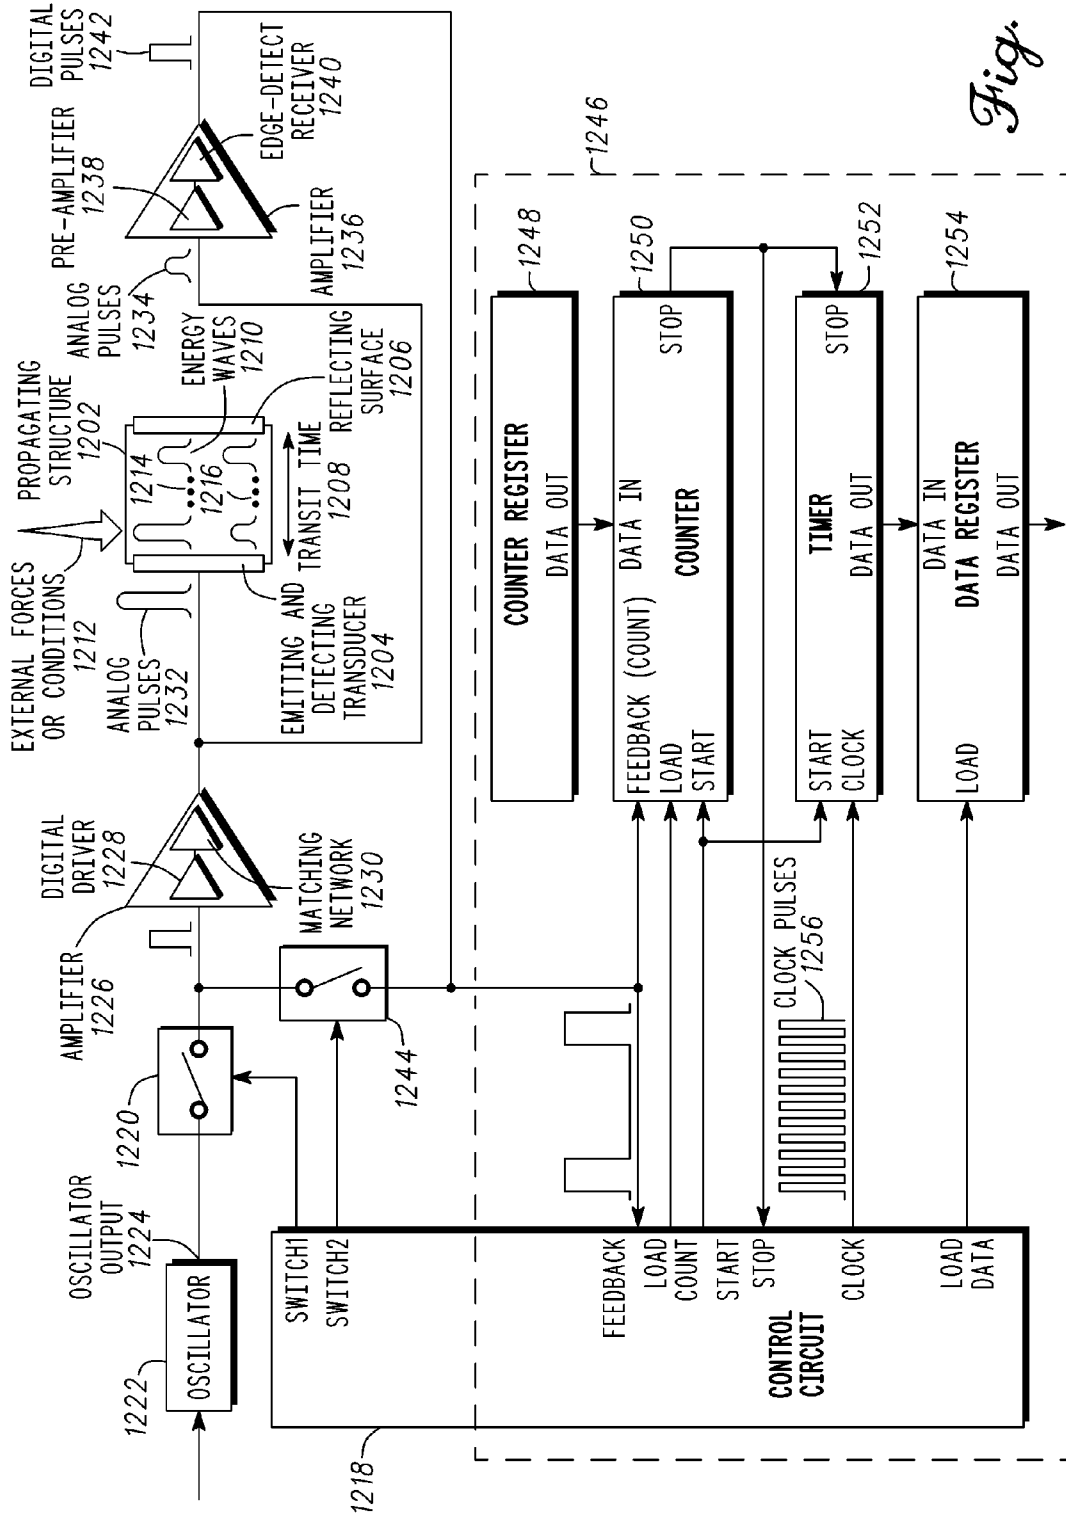 OSCILLATOR
1222
OSCILLATOR
OUTPUT
1224
1220
AMPLIFIER
1226
DIGITAL
DRIVER
1228
MATCHING
NETWORK
1230
1244
EXTERNAL FORCES
OR CONDITIONS
1212
ANALOG
PULSES
1232
EMITTING AND
DETECTING
TRANSDUCER
1204
PROPAGATING
STRUCTURE
1202
1214
1216
TRANSIT TIME
1208
ENERGY
WAVES
1210
REFLECTING
SURFACE
1206
ANALOG
PULSES
1234
PRE-AMPLIFIER
1238
AMPLIFIER
1236
EDGE-DETECT
RECEIVER
1240
DIGITAL
PULSES
1242
1218
SWITCH1
SWITCH2
FEEDBACK
LOAD
COUNT
START
STOP
CLOCK
LOAD
DATA
CONTROL
CIRCUIT
CLOCK PULSES
1256
1246
COUNTER REGISTER
DATA OUT
1248
FEEDBACK (COUNT)
LOAD
START
DATA IN
COUNTER
STOP
1250
START
CLOCK
TIMER
DATA OUT
STOP
1252
LOAD
DATA IN
DATA REGISTER
DATA OUT
1254
Fig.